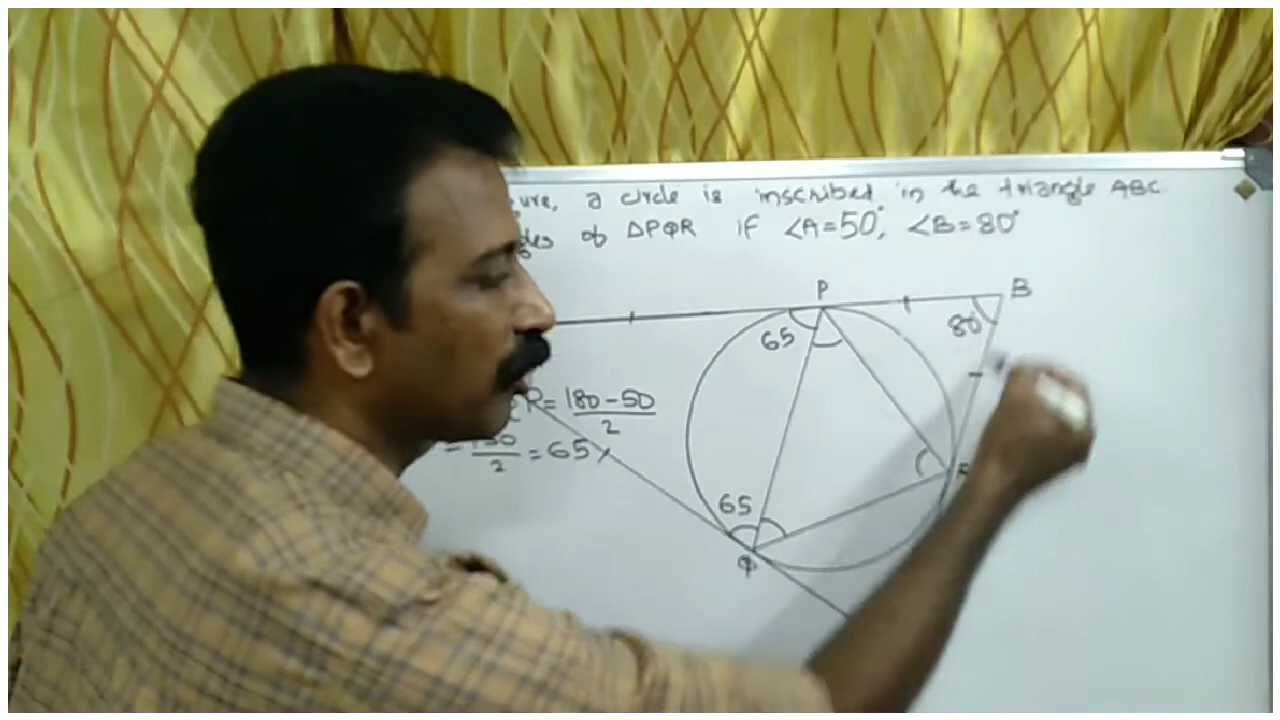 ure, a circle is inscribed in the triangle ABC
of ΔPQR if ∠A=50°, ∠B=80°
P
B
80
65
R = 180-50
2
= 130
2
= 65
65
Q